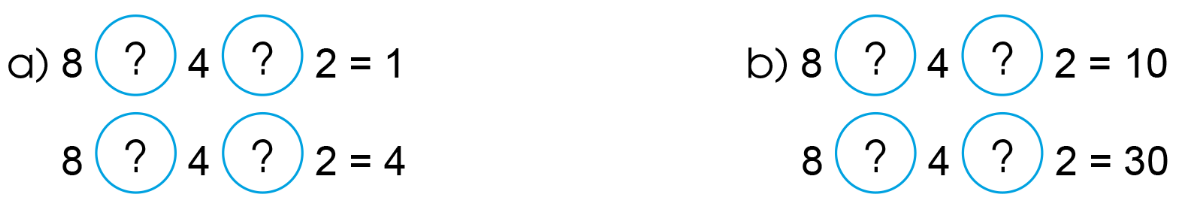 a) 8 ? 4 ? 2 = 1
8 ? 4 ? 2 = 4
b) 8 ? 4 ? 2 = 10
8 ? 4 ? 2 = 30